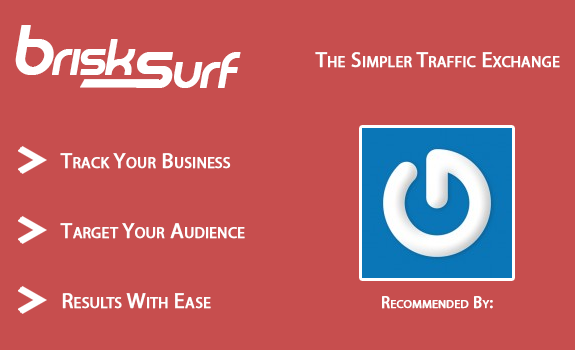 briskSurf
The Simpler Traffic Exchange
Track Your Business
Target Your Audience
Results With Ease
Recommended By: